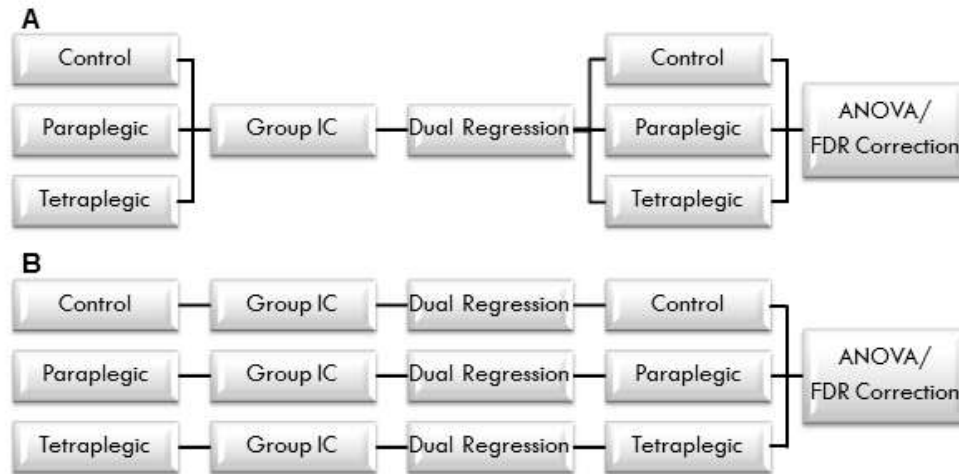 A
Control
Control
Paraplegic
Group IC
Dual Regression
Paraplegic
ANOVA/
FDR Correction
Tetraplegic
Tetraplegic
B
Control
Group IC
Dual Regression
Control
Paraplegic
Group IC
Dual Regression
Paraplegic
ANOVA/
FDR Correction
Tetraplegic
Group IC
Dual Regression
Tetraplegic